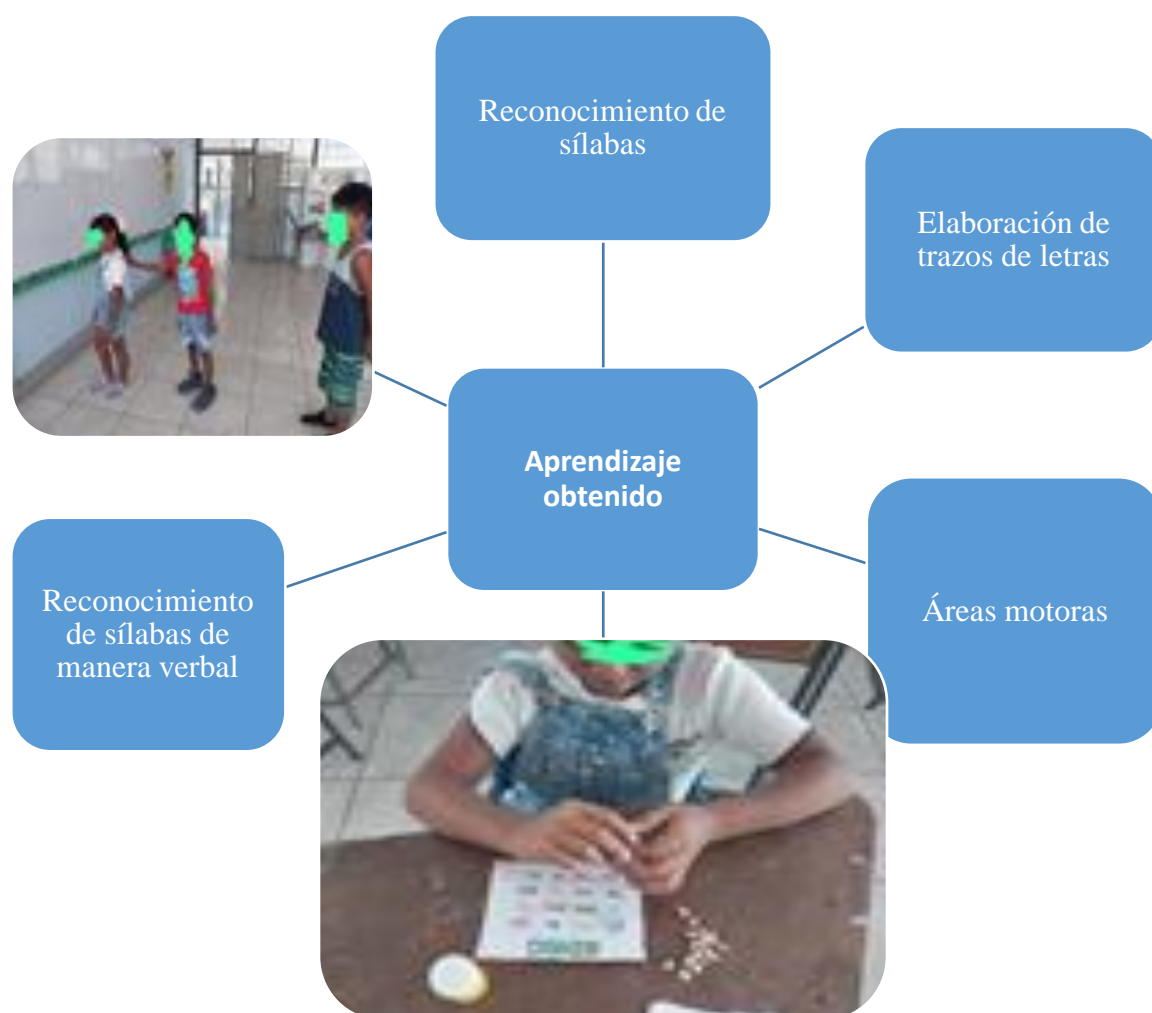 Reconocimiento de
sílabas
Elaboración de
trazos de letras
Aprendizaje
obtenido
Áreas motoras
Reconocimiento
de sílabas de
manera verbal